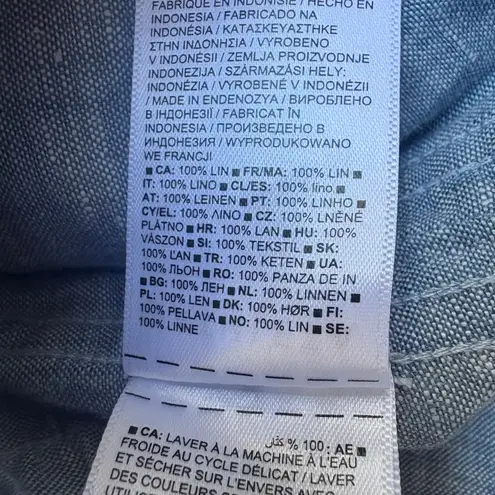 FABRIQUÉ EN INDONÉSIE / HECHO EN
INDONESIA / FABRICADO NA
INDONÉSIA / ΚΑΤΑΣΚΕΥΑΣΤΗΚΕ
ΣΤΗΝ ΙΝΔΟΝΗΣΙΑ / VYROBENO
V INDONÉSII / ZEMLJA PROIZVODNJE
INDONEZIJA / SZÁRMAZÁSI HELY:
INDONÉZIA / VYROBENÉ V INDONÉZII
/ MADE IN ENDENOZYA / ВИРОБЛЕНО
В ІНДОНЕЗІЇ / FABRICAT ÎN
INDONESIA / ПРОИЗВЕДЕНО В
ИНДОНЕЗИЯ / WYPRODUKOWANO
WE FRANCJI
■ CA: 100% LIN ■ FR/MA: 100% LIN ■
IT: 100% LINO ■ CL/ES: 100% lino ■
AT: 100% LEINEN ■ PT: 100% LINHO ■
CY/EL: 100% ΛΙΝΟ ■ CZ: 100% LNĚNÉ
PLÁTNO ■ HR: 100% LAN ■ HU: 100%
VÁSZON ■ SI: 100% TEKSTIL ■ SK:
100% ĽAN ■ TR: 100% KETEN ■ UA:
100% ЛЬОН ■ RO: 100% PANZA DE IN
■ BG: 100% ЛЕН ■ NL: 100% LINNEN ■
PL: 100% LEN ■ DK: 100% HØR ■ FI:
100% PELLAVA ■ NO: 100% LIN ■ SE:
100% LINNE
■ CA: LAVER À LA MACHINE À L'EAU
FROIDE AU CYCLE DÉLICAT / LAVER
ET SÉCHER SUR L'ENVERS / LAVER